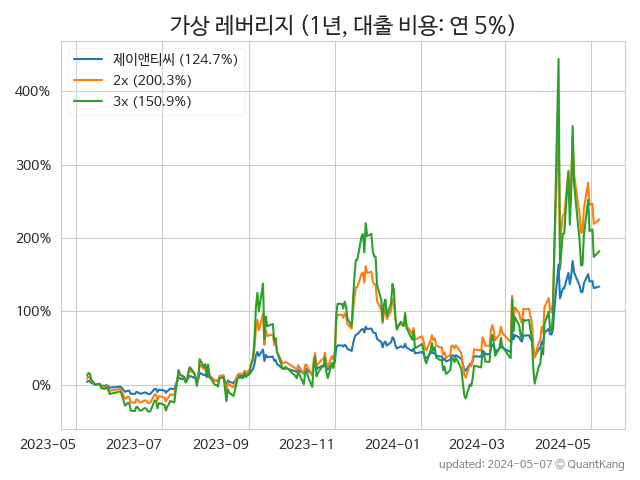 가상 레버리지 (1년, 대출 비용: 연 5%)
제이앤티씨 (124.7%)
2x (200.3%)
3x (150.9%)
400%
300%
200%
100%
0%
2023-05
2023-07
2023-09
2023-11
2024-01
2024-03
2024-05
updated: 2024-05-07 © QuantKang